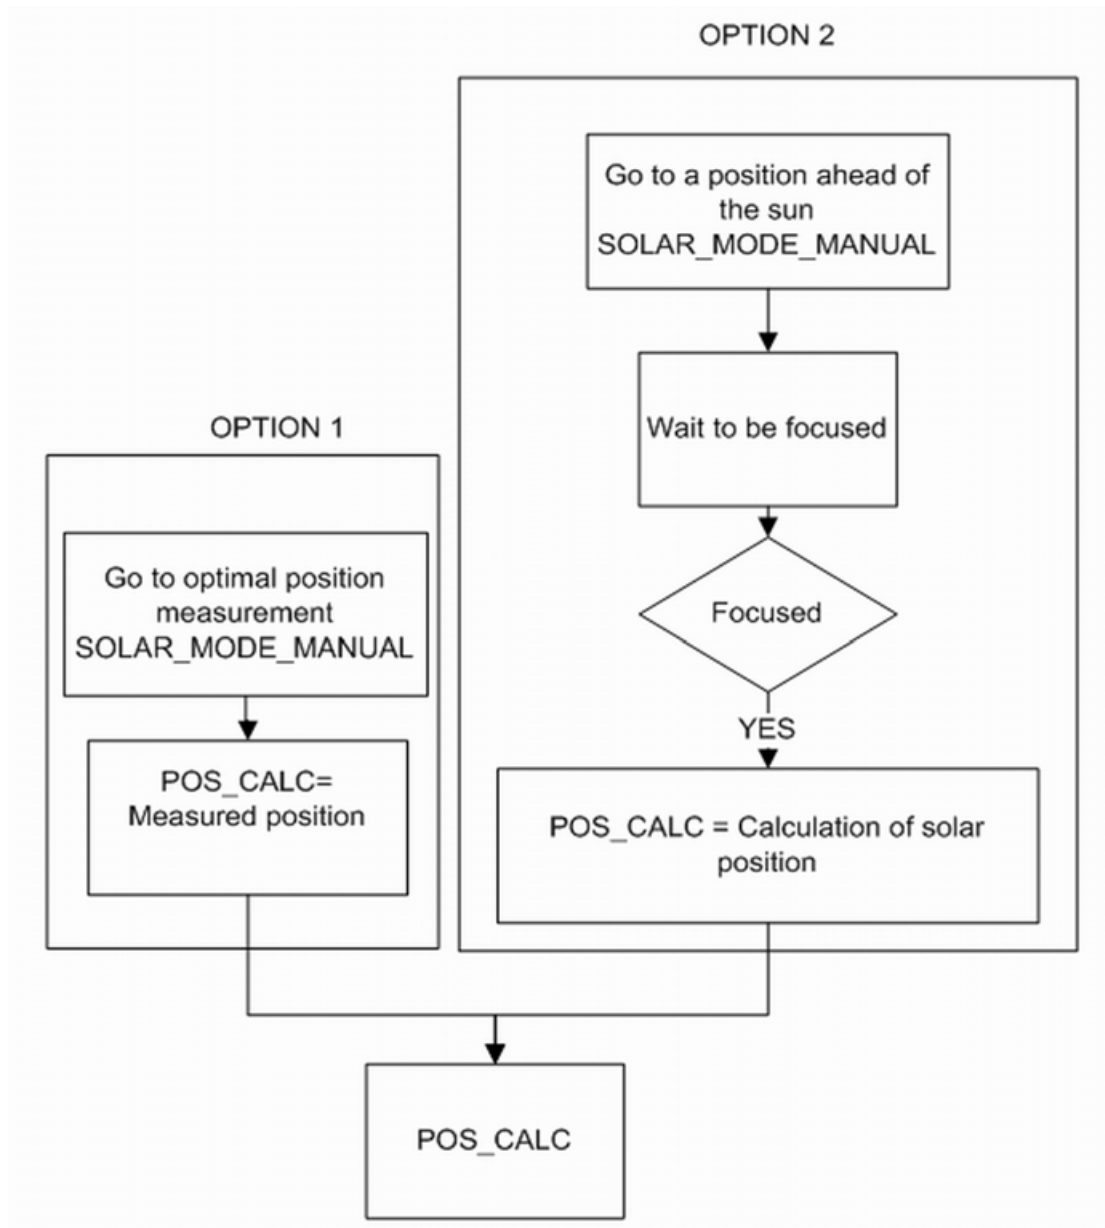 OPTION 2
Go to a position ahead of
the sun
SOLAR_MODE_MANUAL
Wait to be focused
Focused
YES
POS_CALC = Calculation of solar
position
OPTION 1
Go to optimal position
measurement
SOLAR_MODE_MANUAL
POS_CALC=
Measured position
POS_CALC